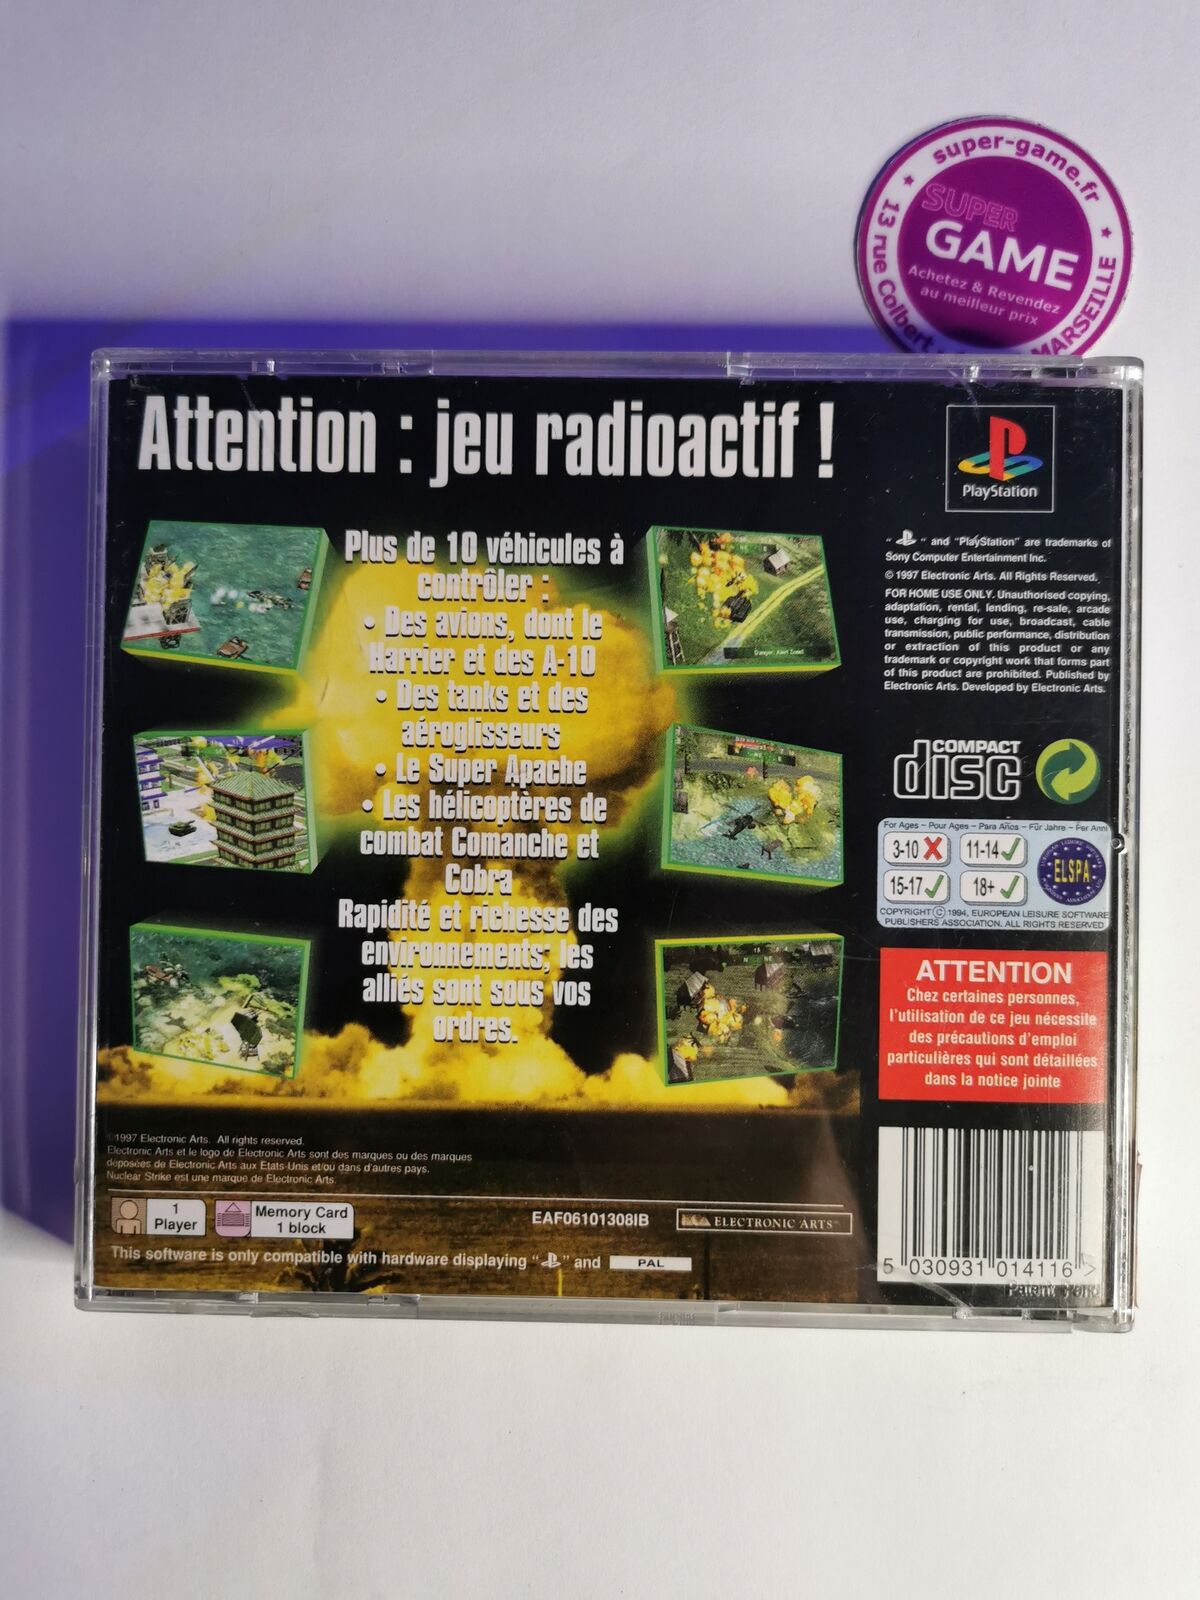 super-game.fr
SUPER
GAME
Achetez & Revendez
au meilleur prix
13 rue Colbert
MARSEILLE
Attention : jeu radioactif !
PlayStation
Plus de 10 véhicules à
contrôler :
• Des avions, dont le
Harrier et des A-10
• Des tanks et des
aéroglisseurs
• Le Super Apache
• Les hélicoptères de
combat Comanche et
Cobra
Rapidité et richesse des
environnements; les
alliés sont sous vos
ordres.
" " and "PlayStation" are trademarks of
Sony Computer Entertainment Inc.
© 1997 Electronic Arts. All Rights Reserved.
FOR HOME USE ONLY. Unauthorised copying,
adaptation, rental, lending, re-sale, arcade
use, charging for use, broadcast, cable
transmission, public performance, distribution
or extraction of this product or any
trademark or copyright work that forms part
of this product are prohibited. Published by
Electronic Arts. Developed by Electronic Arts.
COMPACT
disc
For Ages – Pour Ages – Para Años – Für Jahre – Per Anni
3-10 11-14
15-17 18+
ELSPA
COPYRIGHT © 1994, EUROPEAN LEISURE SOFTWARE
PUBLISHERS ASSOCIATION. ALL RIGHTS RESERVED
ATTENTION
Chez certaines personnes,
l'utilisation de ce jeu nécessite
des précautions d'emploi
particulières qui sont détaillées
dans la notice jointe
©1997 Electronic Arts. All rights reserved.
Electronic Arts et le logo de Electronic Arts sont des marques ou des marques
déposées de Electronic Arts aux Etats-Unis et/ou dans d'autres pays.
Nuclear Strike est une marque de Electronic Arts.
1
Player
Memory Card
1 block
EAF06101308IB
ELECTRONIC ARTS™
This software is only compatible with hardware displaying " " and PAL
5 030931 014116 >